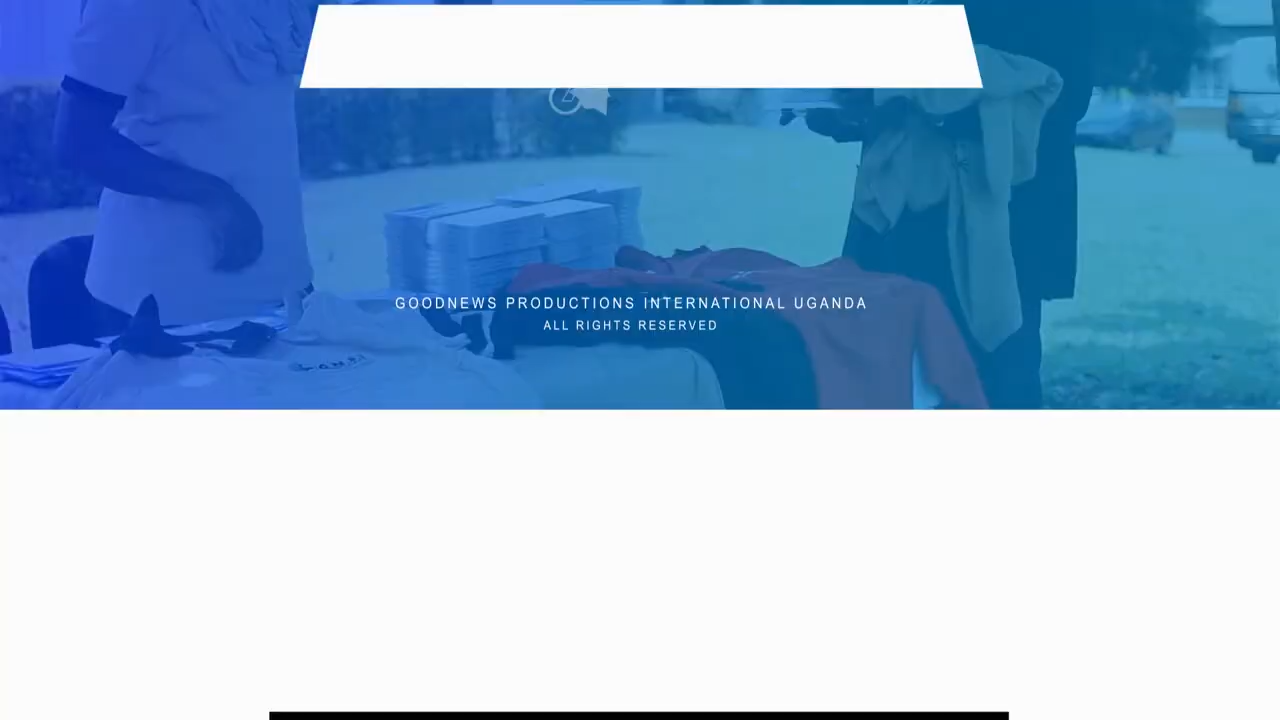 GOODNEWS PRODUCTIONS INTERNATIONAL UGANDA
ALL RIGHTS RESERVED